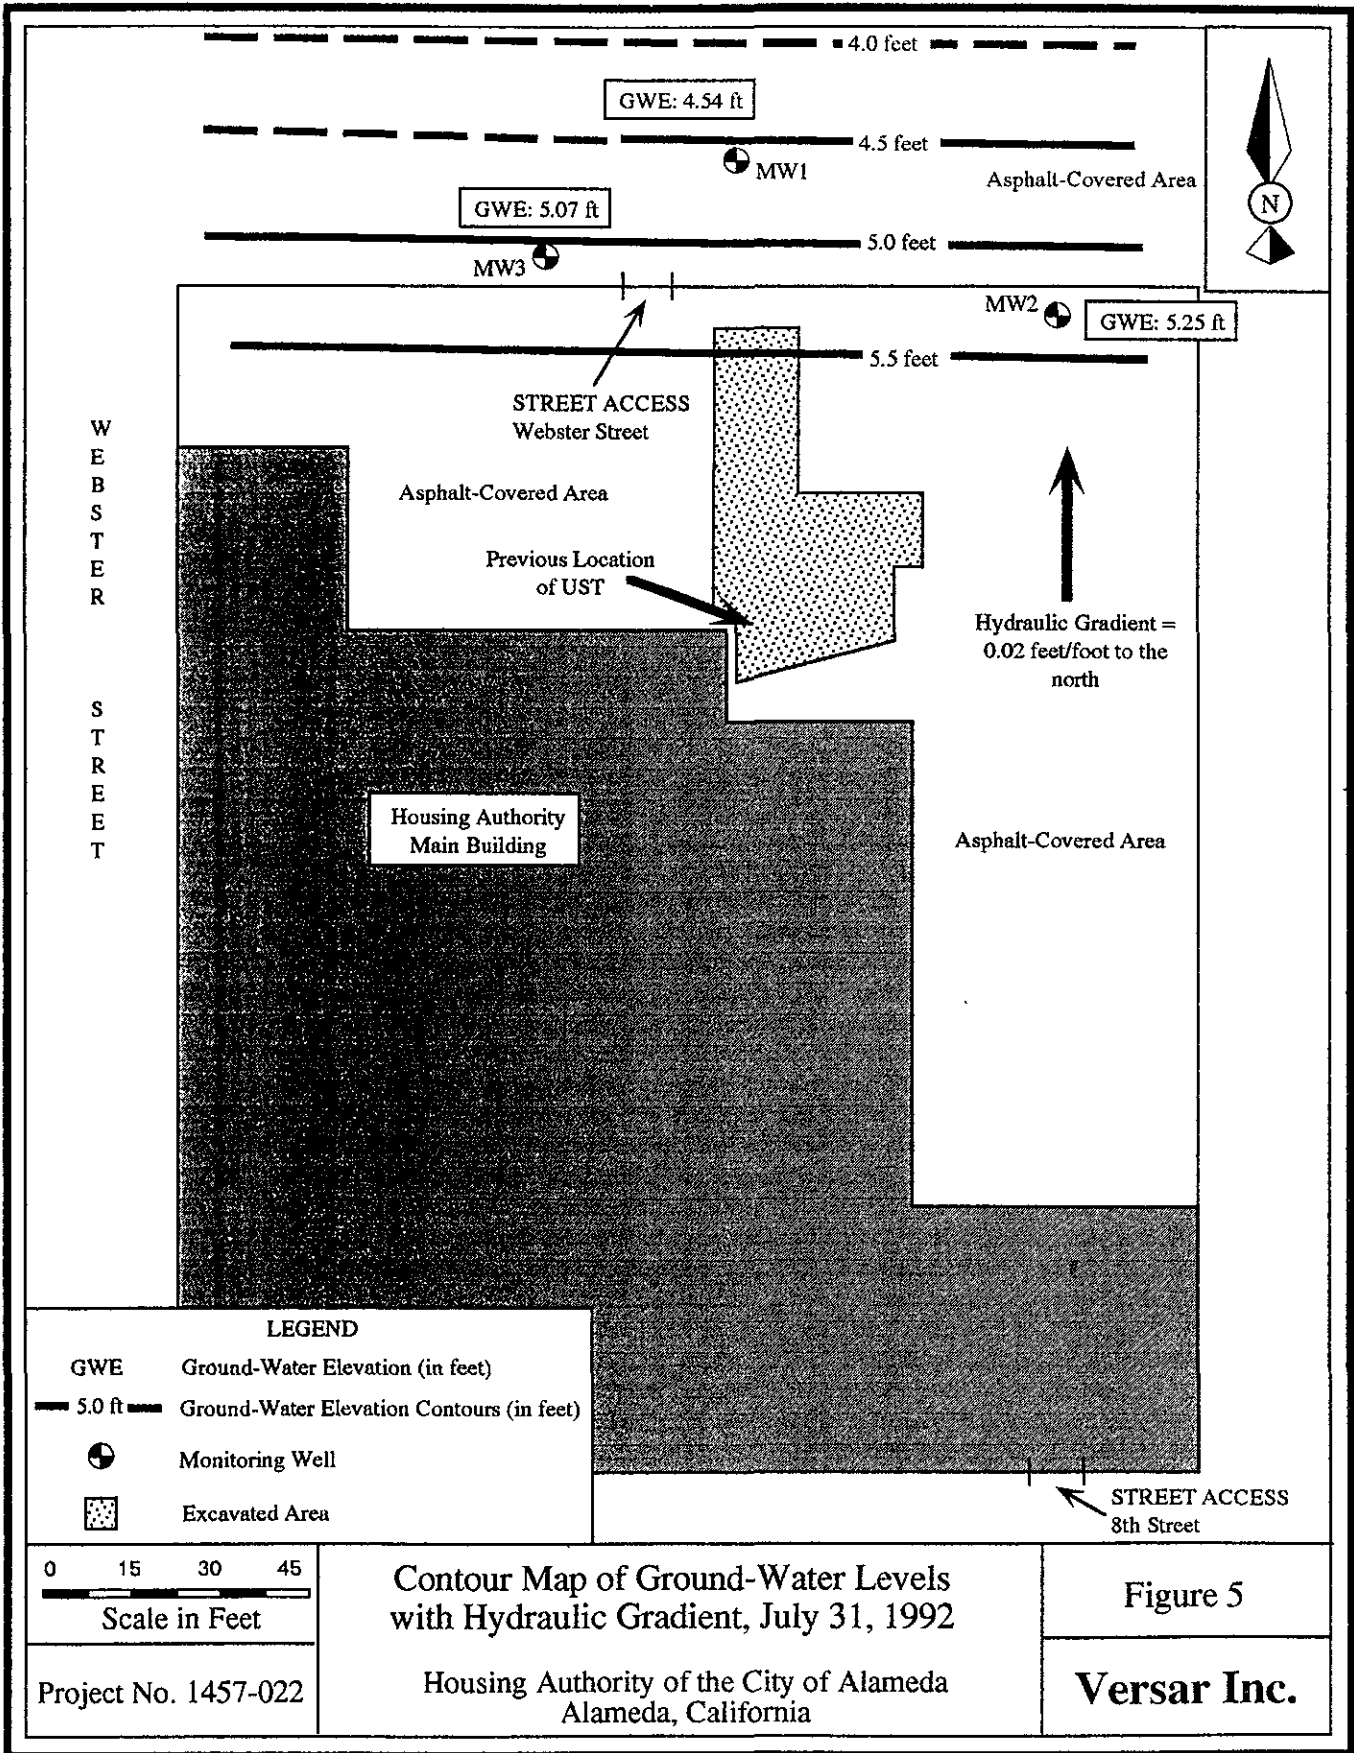 4.0 feet
GWE: 4.54 ft
4.5 feet
MW1
Asphalt-Covered Area
N
GWE: 5.07 ft
5.0 feet
MW3
MW2
GWE: 5.25 ft
5.5 feet
STREET ACCESS
Webster Street
WEBSTER STREET
Asphalt-Covered Area
Previous Location
of UST
Hydraulic Gradient =
0.02 feet/foot to the
north
Housing Authority
Main Building
Asphalt-Covered Area
LEGEND
GWE Ground-Water Elevation (in feet)
5.0 ft Ground-Water Elevation Contours (in feet)
Monitoring Well
Excavated Area
STREET ACCESS
8th Street
0 15 30 45
Scale in Feet
Project No. 1457-022
Contour Map of Ground-Water Levels
with Hydraulic Gradient, July 31, 1992
Housing Authority of the City of Alameda
Alameda, California
Figure 5
Versar Inc.